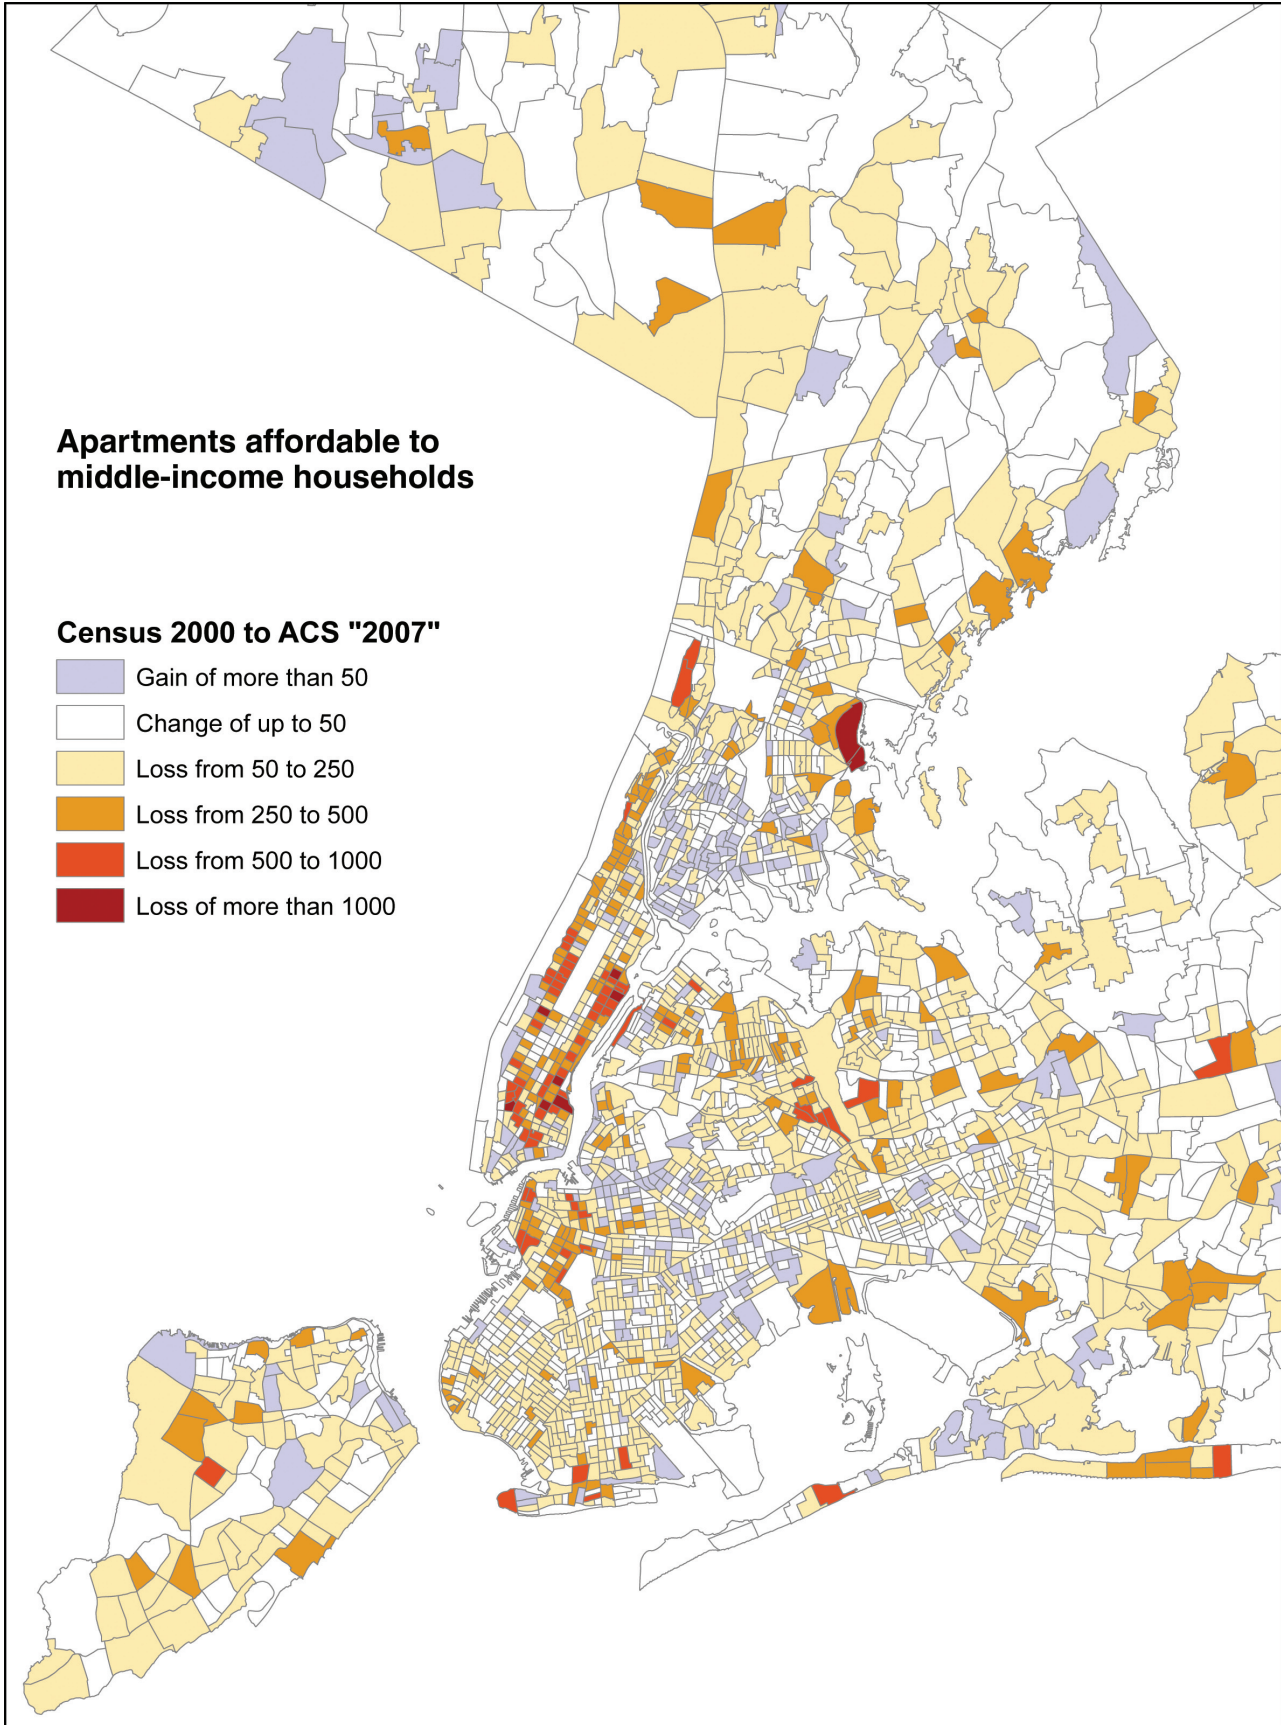 Apartments affordable to
middle-income households
Census 2000 to ACS "2007"
Gain of more than 50
Change of up to 50
Loss from 50 to 250
Loss from 250 to 500
Loss from 500 to 1000
Loss of more than 1000